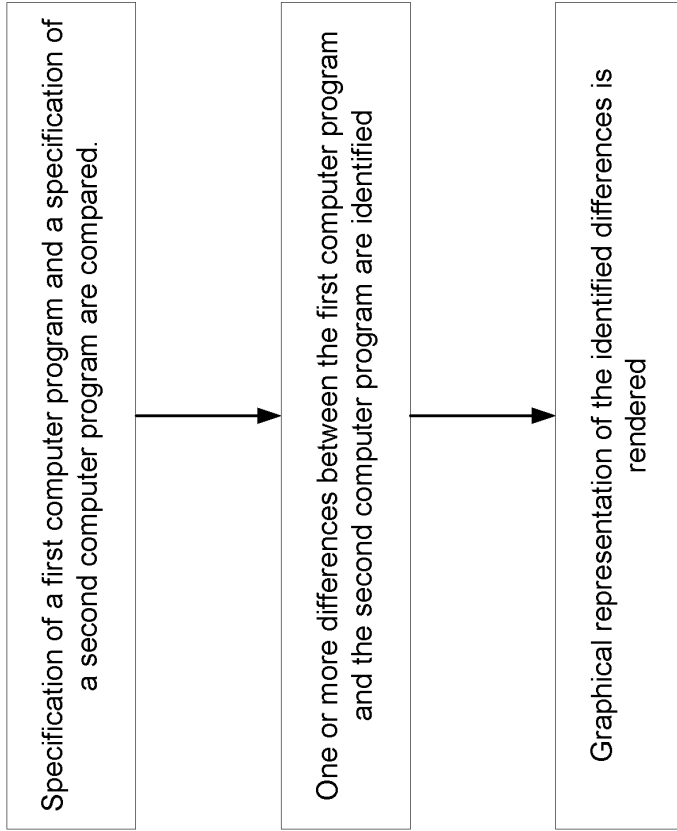 Specification of a first computer program and a specification of
a second computer program are compared.
One or more differences between the first computer program
and the second computer program are identified
Graphical representation of the identified differences is
rendered